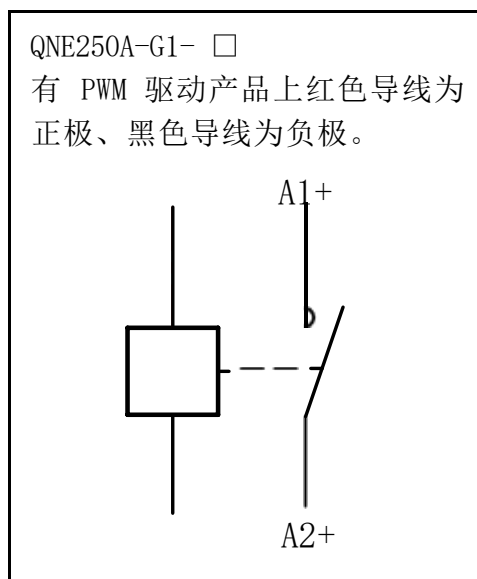 QNE250A-G1- □
有 PWM 驱动产品上红色导线为
正极、黑色导线为负极。
A1+
A2+